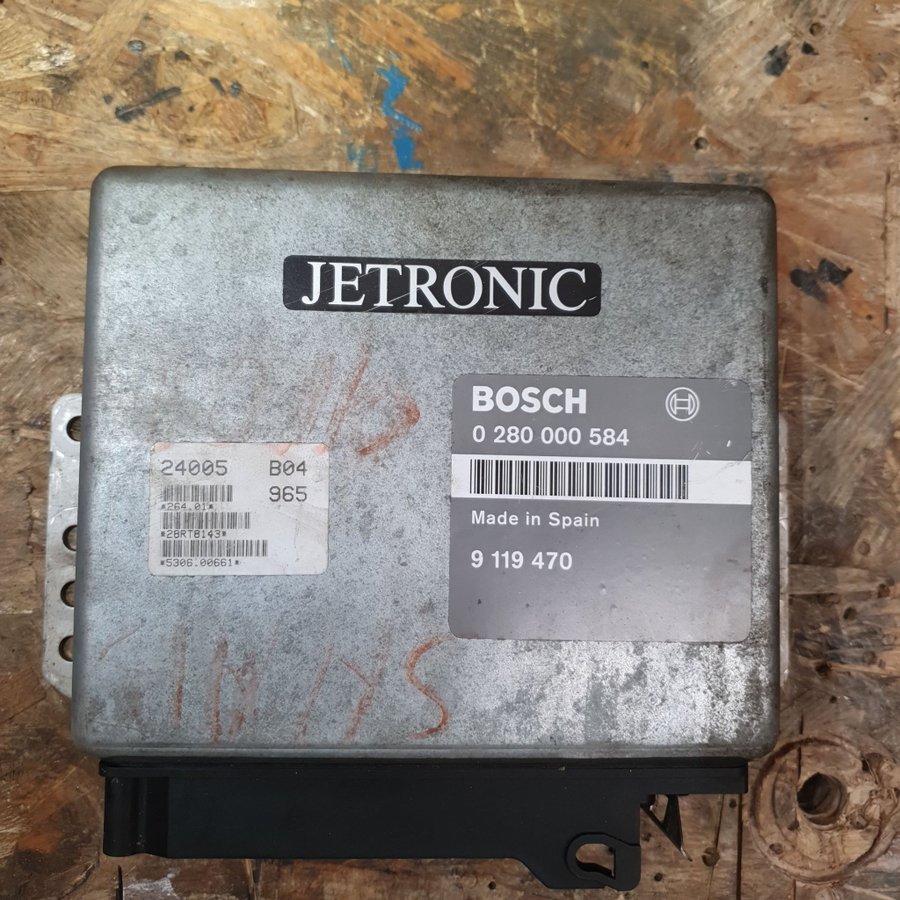 JETRONIC
BOSCH
0 280 000 584
Made in Spain
9 119 470
24005 B04
965
*264.01*
*28RT8143*
*5306.00661*